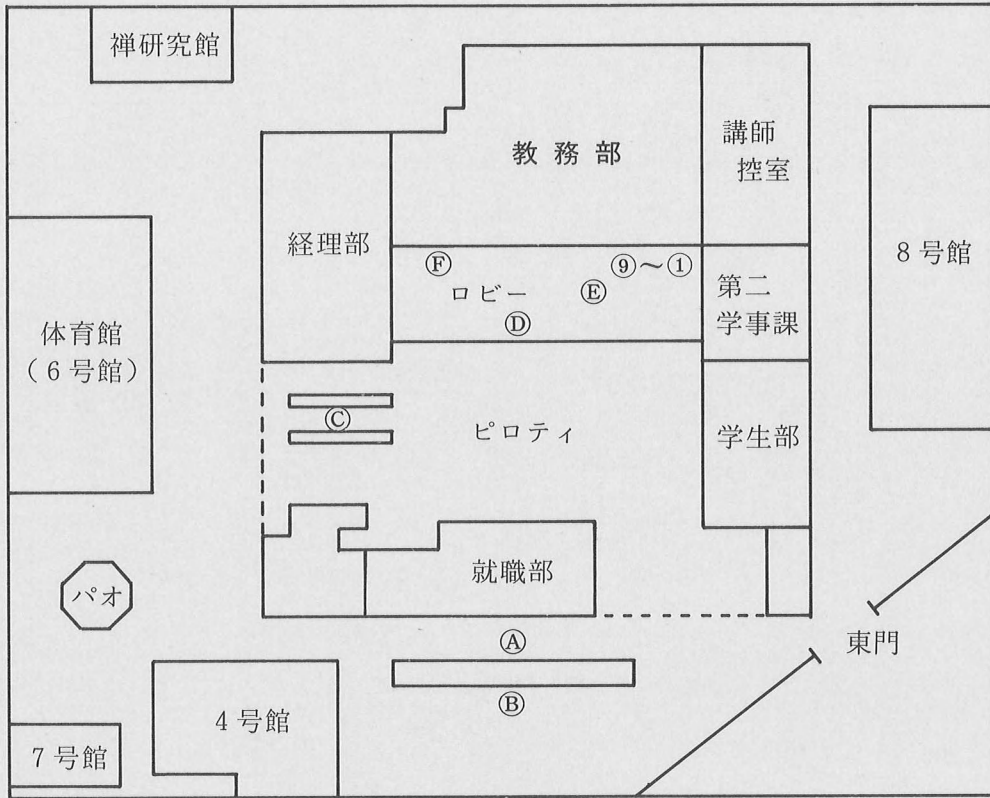 禅研究館
教務部
講師
控室
経理部
8号館
Ⓕ
⑨～①
ロビー
Ⓔ
Ⓓ
第二
学事課
体育館
（6号館）
Ⓒ
ピロティ
学生部
就職部
パオ
Ⓐ
東門
Ⓑ
4号館
7号館